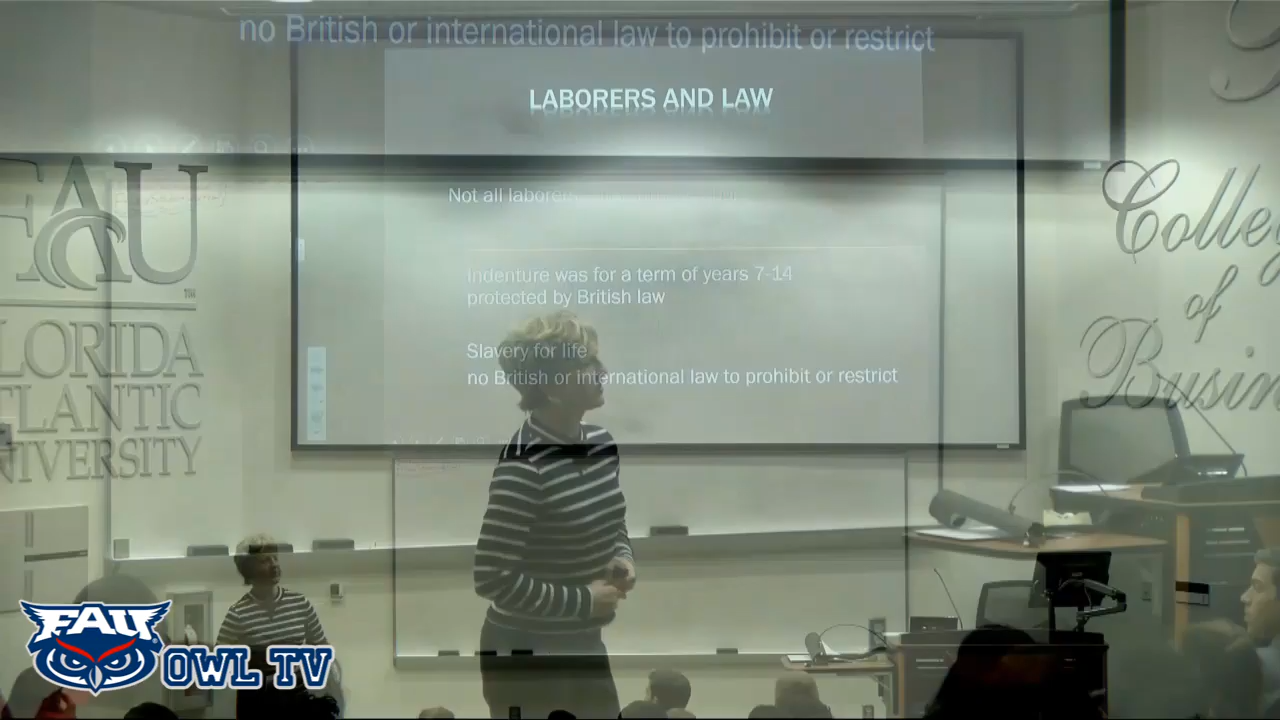 no British or international law to prohibit or restrict
LABORERS AND LAW
Not all laborers
Indenture was for a term of years 7-14
protected by British law
Slavery for life
no British or international law to prohibit or restrict
FAU
FLORIDA
ATLANTIC
UNIVERSITY
College
of
Busin
FAU
OWL TV